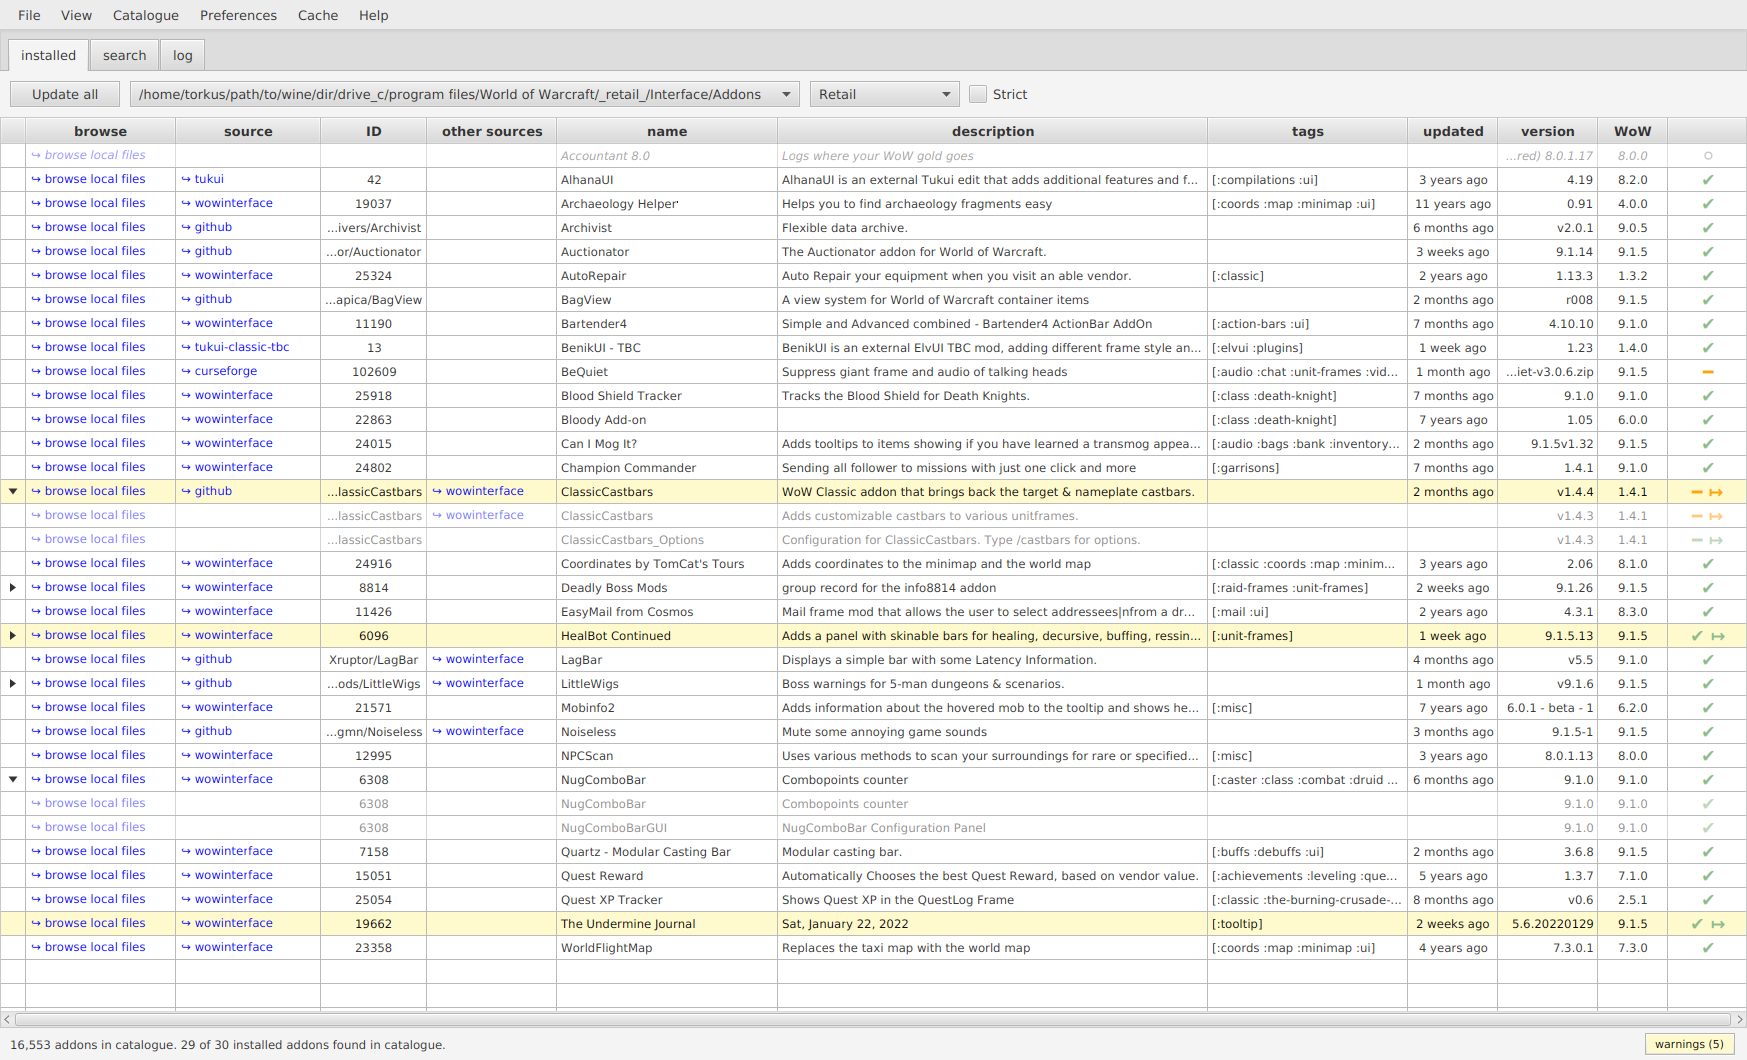 File View Catalogue Preferences Cache Help
installed search log
Update all /home/torkus/path/to/wine/dir/drive_c/program files/World of Warcraft/_retail_/Interface/Addons Retail Strict
browse source ID other sources name description tags updated version WoW
↪ browse local files Accountant 8.0 Logs where your WoW gold goes ...red) 8.0.1.17 8.0.0
↪ browse local files ↪ tukui 42 AlhanaUI AlhanaUI is an external Tukui edit that adds additional features and f... [:compilations :ui] 3 years ago 4.19 8.2.0 ✔
↪ browse local files ↪ wowinterface 19037 Archaeology Helper' Helps you to find archaeology fragments easy [:coords :map :minimap :ui] 11 years ago 0.91 4.0.0 ✔
↪ browse local files ↪ github ...ivers/Archivist Archivist Flexible data archive. 6 months ago v2.0.1 9.0.5 ✔
↪ browse local files ↪ github ...or/Auctionator Auctionator The Auctionator addon for World of Warcraft. 3 weeks ago 9.1.14 9.1.5 ✔
↪ browse local files ↪ wowinterface 25324 AutoRepair Auto Repair your equipment when you visit an able vendor. [:classic] 2 years ago 1.13.3 1.3.2 ✔
↪ browse local files ↪ github ...apica/BagView BagView A view system for World of Warcraft container items 2 months ago r008 9.1.5 ✔
↪ browse local files ↪ wowinterface 11190 Bartender4 Simple and Advanced combined - Bartender4 ActionBar AddOn [:action-bars :ui] 7 months ago 4.10.10 9.1.0 ✔
↪ browse local files ↪ tukui-classic-tbc 13 BenikUI - TBC BenikUI is an external ElvUI TBC mod, adding different frame style an... [:elvui :plugins] 1 week ago 1.23 1.4.0 ✔
↪ browse local files ↪ curseforge 102609 BeQuiet Suppress giant frame and audio of talking heads [:audio :chat :unit-frames :vid... 1 month ago ...iet-v3.0.6.zip 9.1.5
↪ browse local files ↪ wowinterface 25918 Blood Shield Tracker Tracks the Blood Shield for Death Knights. [:class :death-knight] 7 months ago 9.1.0 9.1.0 ✔
↪ browse local files ↪ wowinterface 22863 Bloody Add-on [:class :death-knight] 7 years ago 1.05 6.0.0 ✔
↪ browse local files ↪ wowinterface 24015 Can I Mog It? Adds tooltips to items showing if you have learned a transmog appea... [:audio :bags :bank :inventory... 2 months ago 9.1.5v1.32 9.1.5 ✔
↪ browse local files ↪ wowinterface 24802 Champion Commander Sending all follower to missions with just one click and more [:garrisons] 7 months ago 1.4.1 9.1.0 ✔
↪ browse local files ↪ github ...lassicCastbars ↪ wowinterface ClassicCastbars WoW Classic addon that brings back the target & nameplate castbars. 2 months ago v1.4.4 1.4.1 ↦
↪ browse local files ...lassicCastbars ↪ wowinterface ClassicCastbars Adds customizable castbars to various unitframes. v1.4.3 1.4.1 ↦
↪ browse local files ...lassicCastbars ClassicCastbars_Options Configuration for ClassicCastbars. Type /castbars for options. v1.4.3 1.4.1 ↦
↪ browse local files ↪ wowinterface 24916 Coordinates by TomCat's Tours Adds coordinates to the minimap and the world map [:classic :coords :map :minim... 3 years ago 2.06 8.1.0 ✔
↪ browse local files ↪ wowinterface 8814 Deadly Boss Mods group record for the info8814 addon [:raid-frames :unit-frames] 2 weeks ago 9.1.26 9.1.5 ✔
↪ browse local files ↪ wowinterface 11426 EasyMail from Cosmos Mail frame mod that allows the user to select addressees|nfrom a dr... [:mail :ui] 2 years ago 4.3.1 8.3.0 ✔
↪ browse local files ↪ wowinterface 6096 HealBot Continued Adds a panel with skinable bars for healing, decursive, buffing, ressin... [:unit-frames] 1 week ago 9.1.5.13 9.1.5 ✔ ↦
↪ browse local files ↪ github Xruptor/LagBar ↪ wowinterface LagBar Displays a simple bar with some Latency Information. 4 months ago v5.5 9.1.0 ✔
↪ browse local files ↪ github ...ods/LittleWigs ↪ wowinterface LittleWigs Boss warnings for 5-man dungeons & scenarios. 1 month ago v9.1.6 9.1.5 ✔
↪ browse local files ↪ wowinterface 21571 Mobinfo2 Adds information about the hovered mob to the tooltip and shows he... [:misc] 7 years ago 6.0.1 - beta - 1 6.2.0 ✔
↪ browse local files ↪ github ...gmn/Noiseless ↪ wowinterface Noiseless Mute some annoying game sounds 3 months ago 9.1.5-1 9.1.5 ✔
↪ browse local files ↪ wowinterface 12995 NPCScan Uses various methods to scan your surroundings for rare or specified... [:misc] 3 years ago 8.0.1.13 8.0.0 ✔
↪ browse local files ↪ wowinterface 6308 NugComboBar Combopoints counter [:caster :class :combat :druid ... 6 months ago 9.1.0 9.1.0 ✔
↪ browse local files 6308 NugComboBar Combopoints counter 9.1.0 9.1.0 ✔
↪ browse local files 6308 NugComboBarGUI NugComboBar Configuration Panel 9.1.0 9.1.0 ✔
↪ browse local files ↪ wowinterface 7158 Quartz - Modular Casting Bar Modular casting bar. [:buffs :debuffs :ui] 2 months ago 3.6.8 9.1.5 ✔
↪ browse local files ↪ wowinterface 15051 Quest Reward Automatically Chooses the best Quest Reward, based on vendor value. [:achievements :leveling :que... 5 years ago 1.3.7 7.1.0 ✔
↪ browse local files ↪ wowinterface 25054 Quest XP Tracker Shows Quest XP in the QuestLog Frame [:classic :the-burning-crusade-... 8 months ago v0.6 2.5.1 ✔
↪ browse local files ↪ wowinterface 19662 The Undermine Journal Sat, January 22, 2022 [:tooltip] 2 weeks ago 5.6.20220129 9.1.5 ✔ ↦
↪ browse local files ↪ wowinterface 23358 WorldFlightMap Replaces the taxi map with the world map [:coords :map :minimap :ui] 4 years ago 7.3.0.1 7.3.0 ✔
16,553 addons in catalogue. 29 of 30 installed addons found in catalogue. warnings (5)